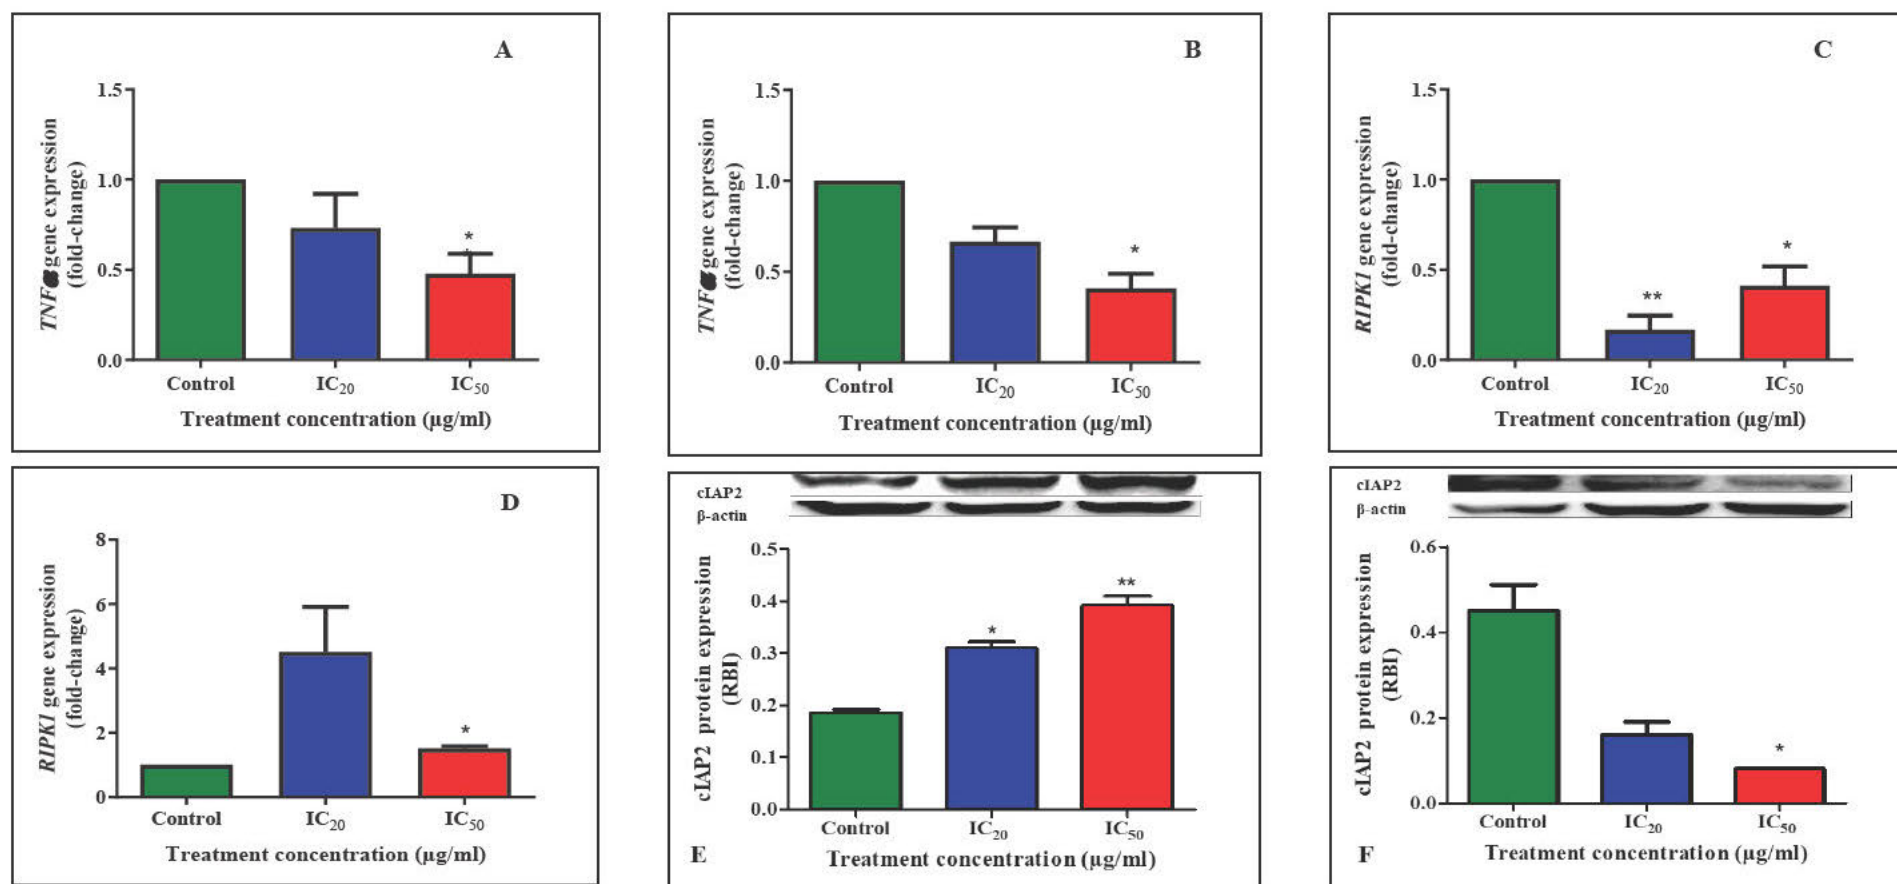 A
1.5
1.0
0.5
0.0
TNFα gene expression
(fold-change)
*
Control
IC20
IC50
Treatment concentration (µg/ml)
B
1.5
1.0
0.5
0.0
TNFα gene expression
(fold-change)
*
Control
IC20
IC50
Treatment concentration (µg/ml)
C
1.5
1.0
0.5
0.0
RIPK1 gene expression
(fold-change)
**
*
Control
IC20
IC50
Treatment concentration (µg/ml)
D
8
6
4
2
0
RIPK1 gene expression
(fold-change)
*
Control
IC20
IC50
Treatment concentration (µg/ml)
cIAP2
β-actin
0.5
0.4
0.3
0.2
0.1
0.0
cIAP2 protein expression
(RBI)
*
**
Control
IC20
IC50
E
Treatment concentration (µg/ml)
cIAP2
β-actin
0.6
0.4
0.2
0.0
cIAP2 protein expression
(RBI)
*
Control
IC20
IC50
F
Treatment concentration (µg/ml)